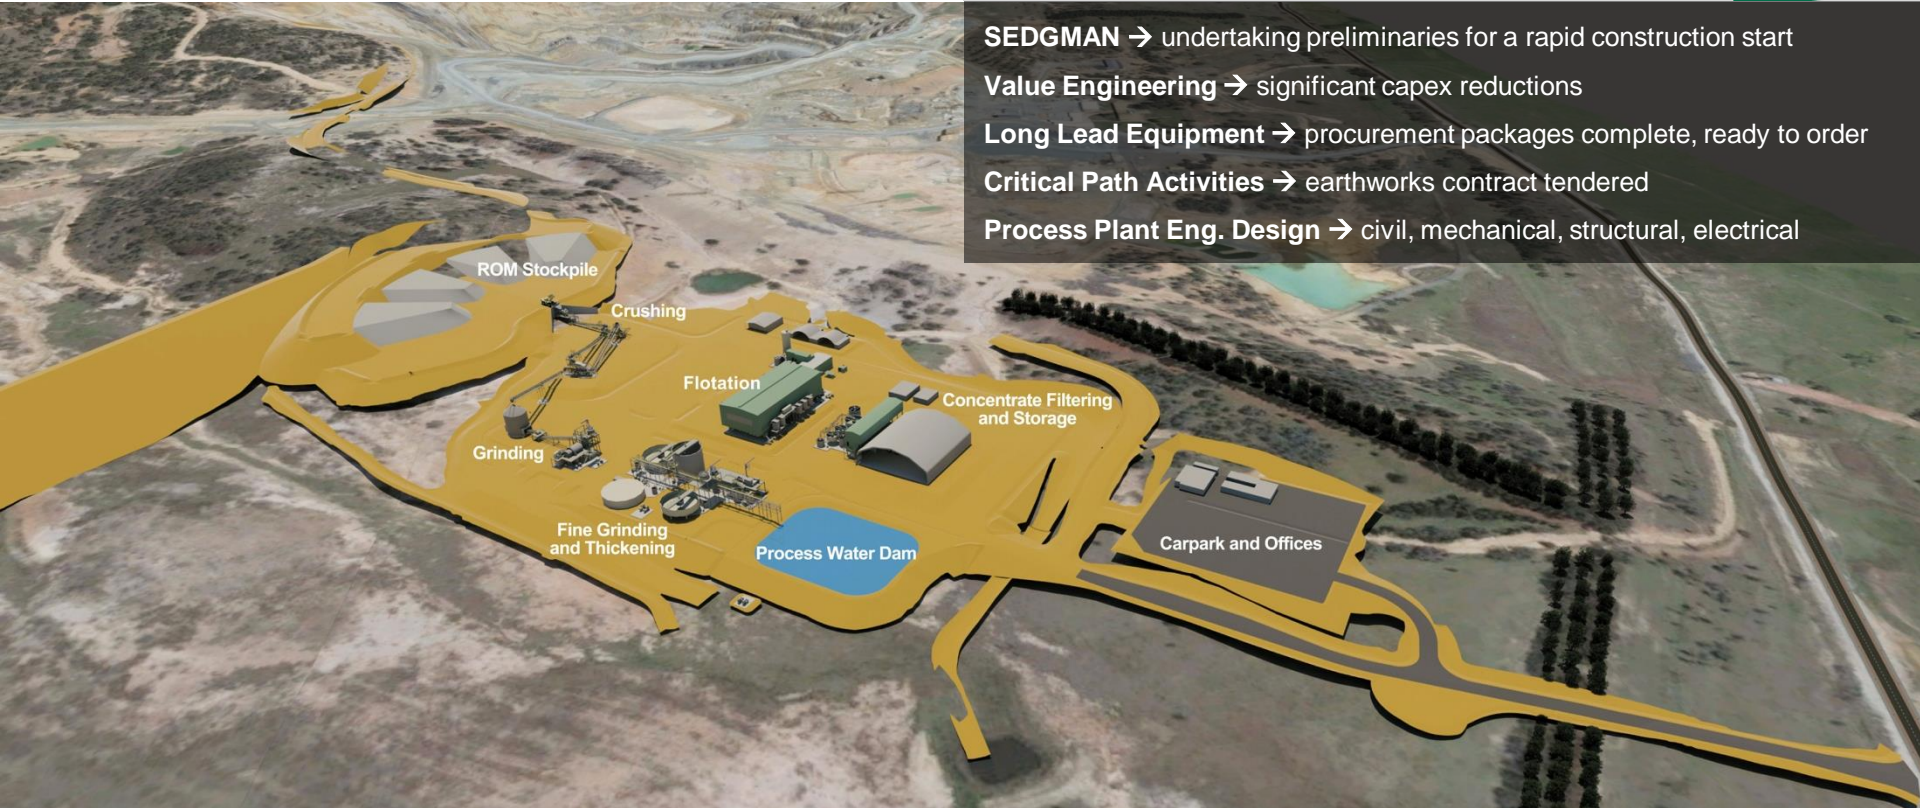 SEDGMAN → undertaking preliminaries for a rapid construction start
Value Engineering → significant capex reductions
Long Lead Equipment → procurement packages complete, ready to order
Critical Path Activities → earthworks contract tendered
Process Plant Eng. Design → civil, mechanical, structural, electrical
ROM Stockpile
Crushing
Flotation
Concentrate Filtering
and Storage
Grinding
Fine Grinding
and Thickening
Process Water Dam
Carpark and Offices